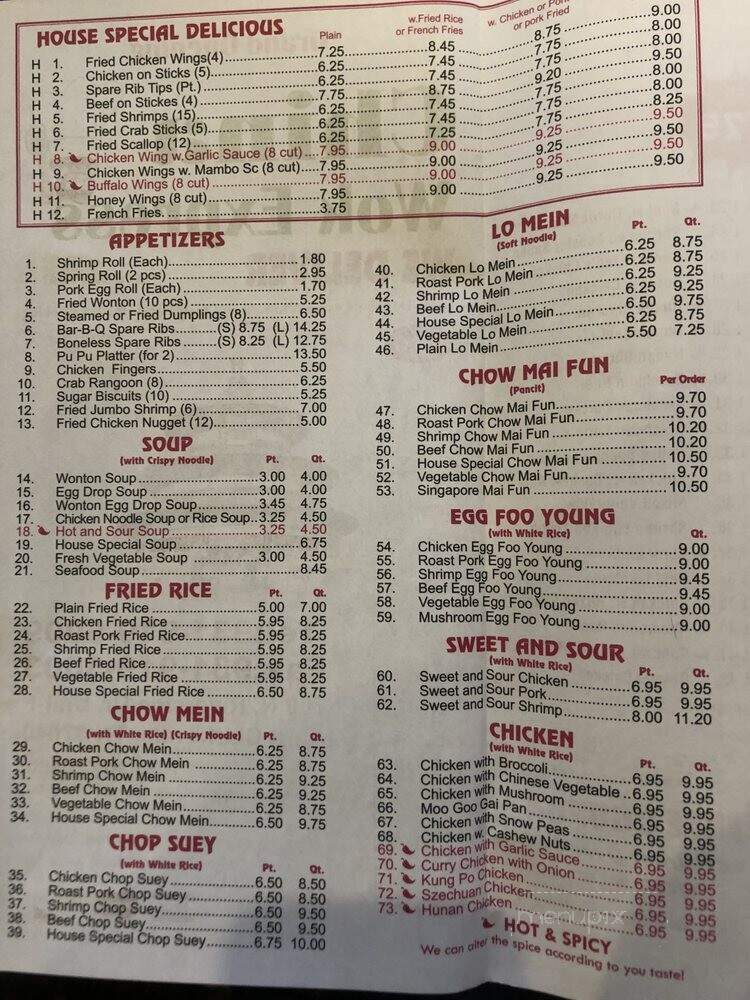 HOUSE SPECIAL DELICIOUS Plain w.Fried Rice or French Fries w. Chicken or Pork or pork Fried
H 1. Fried Chicken Wings(4) 7.25 8.45 8.75 9.00
H 2. Chicken on Sticks (5) 6.25 7.45 7.75 8.00
H 3. Spare Rib Tips (Pt.) 6.25 7.45 7.75 8.00
H 4. Beef on Stickes (4) 7.75 8.75 9.20 9.50
H 5. Fried Shrimps (15) 6.25 7.45 7.75 8.00
H 6. Fried Crab Sticks (5) 6.25 7.45 7.75 8.00
H 7. Fried Scallop (12) 6.25 7.25 7.75 8.25
H 8. Chicken Wing w.Garlic Sauce (8 cut) 7.95 9.00 9.25 9.50
H 9. Chicken Wings w. Mambo Sc (8 cut) 7.95 9.00 9.25 9.50
H 10. Buffalo Wings (8 cut) 7.95 9.00 9.25 9.50
H 11. Honey Wings (8 cut) 7.95 9.00 9.25 9.50
H 12. French Fries. 3.75
APPETIZERS
1. Shrimp Roll (Each) 1.80
2. Spring Roll (2 pcs) 2.95
3. Pork Egg Roll (Each) 1.70
4. Fried Wonton (10 pcs) 5.25
5. Steamed or Fried Dumplings (8) 6.50
6. Bar-B-Q Spare Ribs (S) 8.75 (L) 14.25
7. Boneless Spare Ribs (S) 8.25 (L) 12.75
8. Pu Pu Platter (for 2) 13.50
9. Chicken Fingers 5.50
10. Crab Rangoon (8) 6.25
11. Sugar Biscuits (10) 5.25
12. Fried Jumbo Shrimp (6) 7.00
13. Fried Chicken Nugget (12) 5.00
SOUP
(with Crispy Noodle) Pt. Qt.
14. Wonton Soup 3.00 4.00
15. Egg Drop Soup 3.00 4.00
16. Wonton Egg Drop Soup 3.45 4.75
17. Chicken Noodle Soup or Rice Soup 3.25 4.50
18. Hot and Sour Soup 3.25 4.50
19. House Special Soup 6.75
20. Fresh Vegetable Soup 3.00 4.50
21. Seafood Soup 8.45
FRIED RICE Pt. Qt.
22. Plain Fried Rice 5.00 7.00
23. Chicken Fried Rice 5.95 8.25
24. Roast Pork Fried Rice 5.95 8.25
25. Shrimp Fried Rice 5.95 8.25
26. Beef Fried Rice 5.95 8.25
27. Vegetable Fried Rice 5.95 8.25
28. House Special Fried Rice 6.50 8.75
CHOW MEIN
(with White Rice) (Crispy Noodle) Pt. Qt.
29. Chicken Chow Mein 6.25 8.75
30. Roast Pork Chow Mein 6.25 8.75
31. Shrimp Chow Mein 6.25 9.25
32. Beef Chow Mein 6.25 9.25
33. Vegetable Chow Mein 6.25 8.75
34. House Special Chow Mein 6.50 9.75
CHOP SUEY
(with White Rice) Pt. Qt.
35. Chicken Chop Suey 6.50 8.50
36. Roast Pork Chop Suey 6.50 8.50
37. Shrimp Chop Suey 6.50 9.50
38. Beef Chop Suey 6.50 9.50
39. House Special Chop Suey 6.75 10.00
LO MEIN
(Soft Noodle) Pt. Qt.
40. Chicken Lo Mein 6.25 8.75
41. Roast Pork Lo Mein 6.25 8.75
42. Shrimp Lo Mein 6.25 9.25
43. Beef Lo Mein 6.25 9.25
44. House Special Lo Mein 6.50 9.75
45. Vegetable Lo Mein 6.25 8.75
46. Plain Lo Mein 5.50 7.25
CHOW MAI FUN
(Pancit) Per Order
47. Chicken Chow Mai Fun 9.70
48. Roast Pork Chow Mai Fun 9.70
49. Shrimp Chow Mai Fun 10.20
50. Beef Chow Mai Fun 10.20
51. House Special Chow Mai Fun 10.50
52. Vegetable Chow Mai Fun 9.70
53. Singapore Mai Fun 10.50
EGG FOO YOUNG
(with White Rice) Qt.
54. Chicken Egg Foo Young 9.00
55. Roast Pork Egg Foo Young 9.00
56. Shrimp Egg Foo Young 9.45
57. Beef Egg Foo Young 9.45
58. Vegetable Egg Foo Young 9.00
59. Mushroom Egg Foo Young 9.00
SWEET AND SOUR
(with White Rice) Pt. Qt.
60. Sweet and Sour Chicken 6.95 9.95
61. Sweet and Sour Pork 6.95 9.95
62. Sweet and Sour Shrimp 8.00 11.20
CHICKEN
(with White Rice) Pt. Qt.
63. Chicken with Broccoli 6.95 9.95
64. Chicken with Chinese Vegetable 6.95 9.95
65. Chicken with Mushroom 6.95 9.95
66. Moo Goo Gai Pan 6.95 9.95
67. Chicken with Snow Peas 6.95 9.95
68. Chicken w. Cashew Nuts 6.95 9.95
69. Chicken with Garlic Sauce 6.95 9.95
70. Curry Chicken with Onion 6.95 9.95
71. Kung Po Chicken 6.95 9.95
72. Szechuan Chicken 6.95 9.95
73. Hunan Chicken 6.95 9.95
menupix
HOT & SPICY
We can alter the spice according to you taste!